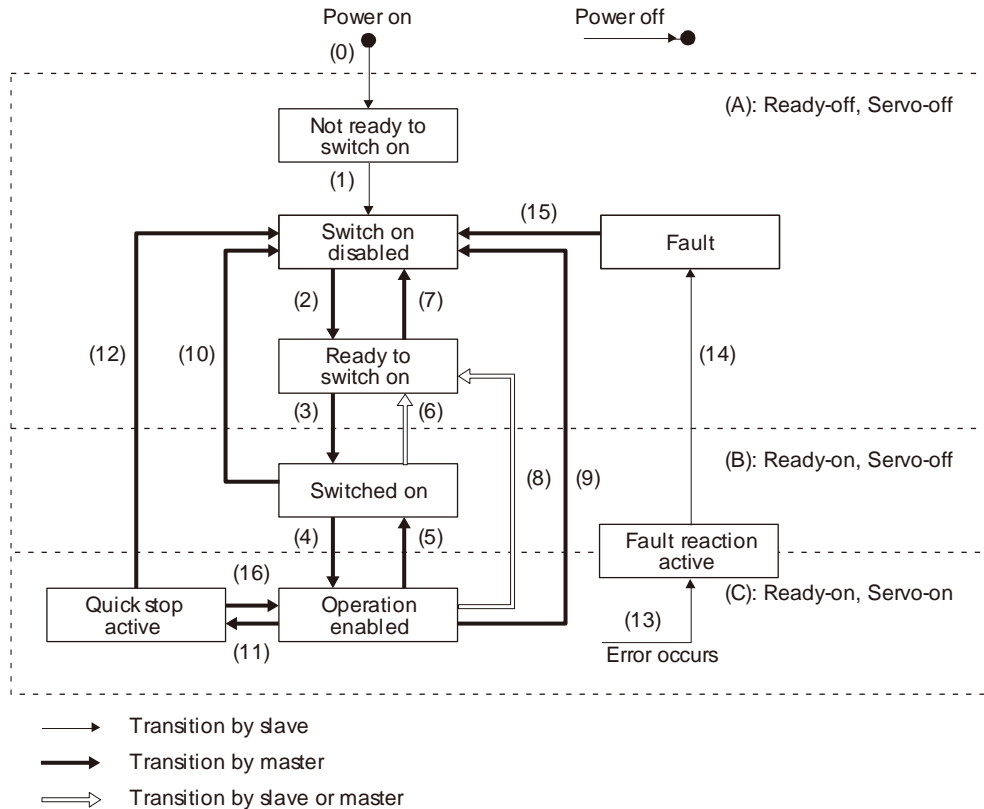 Power on
Power off
(0)
(A): Ready-off, Servo-off
Not ready to
switch on
(1)
(15)
Switch on
disabled
Fault
(2)
(7)
(12)
(10)
(14)
Ready to
switch on
(3)
(6)
(B): Ready-on, Servo-off
(8)
(9)
Switched on
(4)
(5)
Fault reaction
active
(16)
(C): Ready-on, Servo-on
Quick stop
active
Operation
enabled
(11)
(13)
Error occurs
Transition by slave
Transition by master
Transition by slave or master